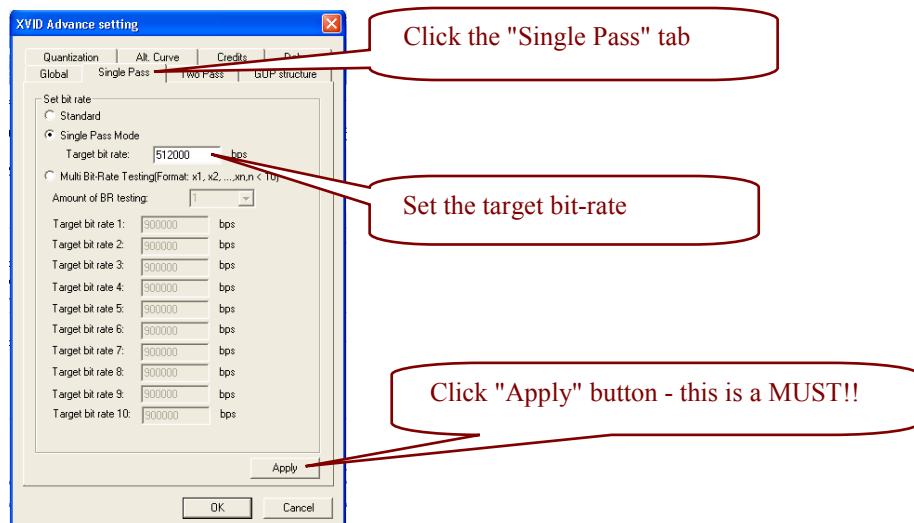 XVID Advance setting
Click the "Single Pass" tab
Quantization Alt. Curve Credits
Global Single Pass Two Pass GOP structure
Set bit rate
Standard
Single Pass Mode
Target bit rate: 512000 bps
Multi Bit-Rate Testing(Format: x1, x2, ...,xn,n < 10)
Amount of BR testing: 1
Set the target bit-rate
Target bit rate 1: 900000 bps
Target bit rate 2: 900000 bps
Target bit rate 3: 900000 bps
Target bit rate 4: 900000 bps
Target bit rate 5: 900000 bps
Target bit rate 6: 900000 bps
Target bit rate 7: 900000 bps
Target bit rate 8: 900000 bps
Target bit rate 9: 900000 bps
Target bit rate 10: 900000 bps
Click "Apply" button - this is a MUST!!
Apply
OK Cancel